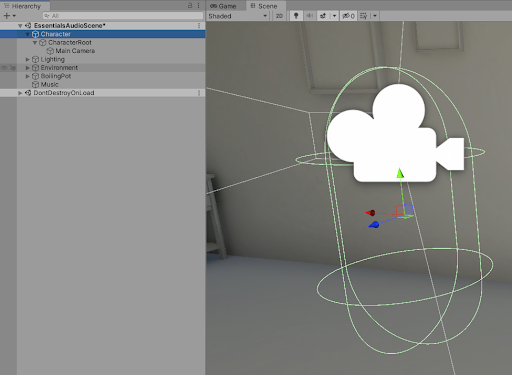 Hierarchy
All
EssentialsAudioScene*
Character
CharacterRoot
Main Camera
Lighting
Environment
BoilingPot
Music
DontDestroyOnLoad
Game
Scene
Shaded
2D
0